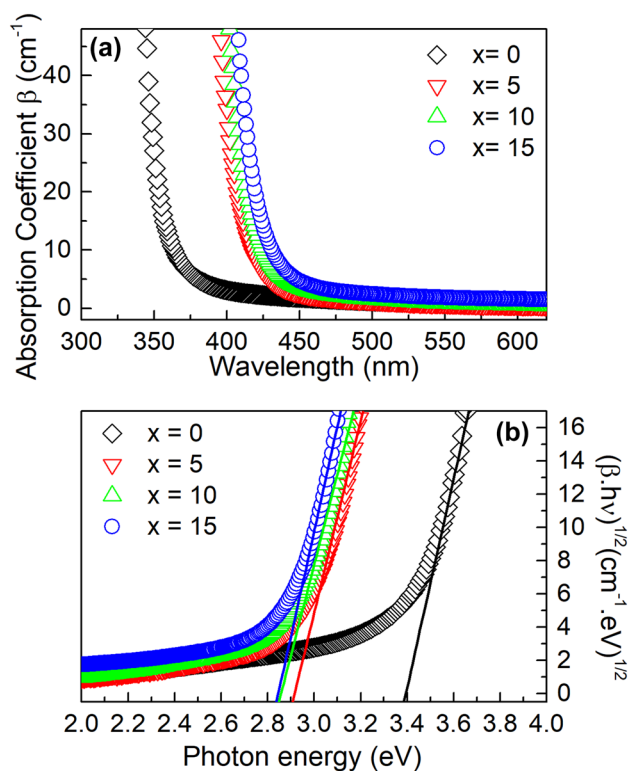 (a)
x= 0
x= 5
x= 10
x= 15
Absorption Coefficient β (cm⁻¹)
40
30
20
10
0
300 350 400 450 500 550 600
Wavelength (nm)
(b)
x = 0
x = 5
x = 10
x = 15
16
14
12
10
8
6
4
2
0
(β.hν)¹/²(cm⁻¹.eV)¹/²
2.0 2.2 2.4 2.6 2.8 3.0 3.2 3.4 3.6 3.8 4.0
Photon energy (eV)